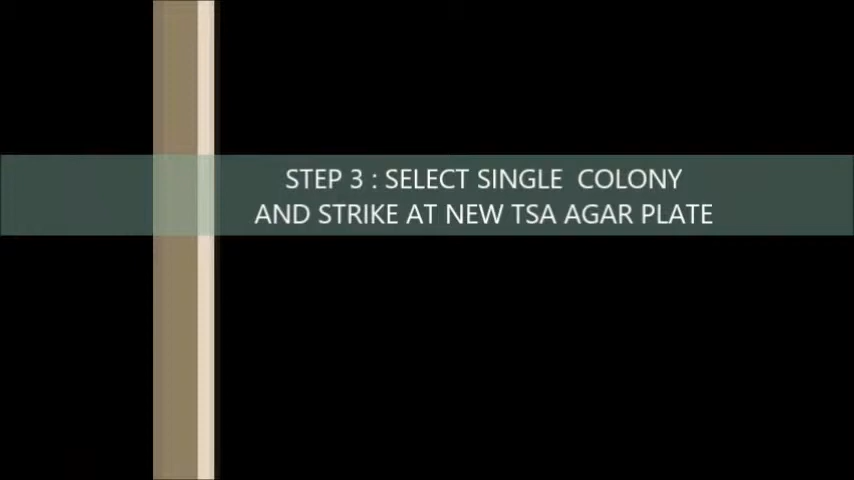 STEP 3 : SELECT SINGLE  COLONY
AND STRIKE AT NEW TSA AGAR PLATE